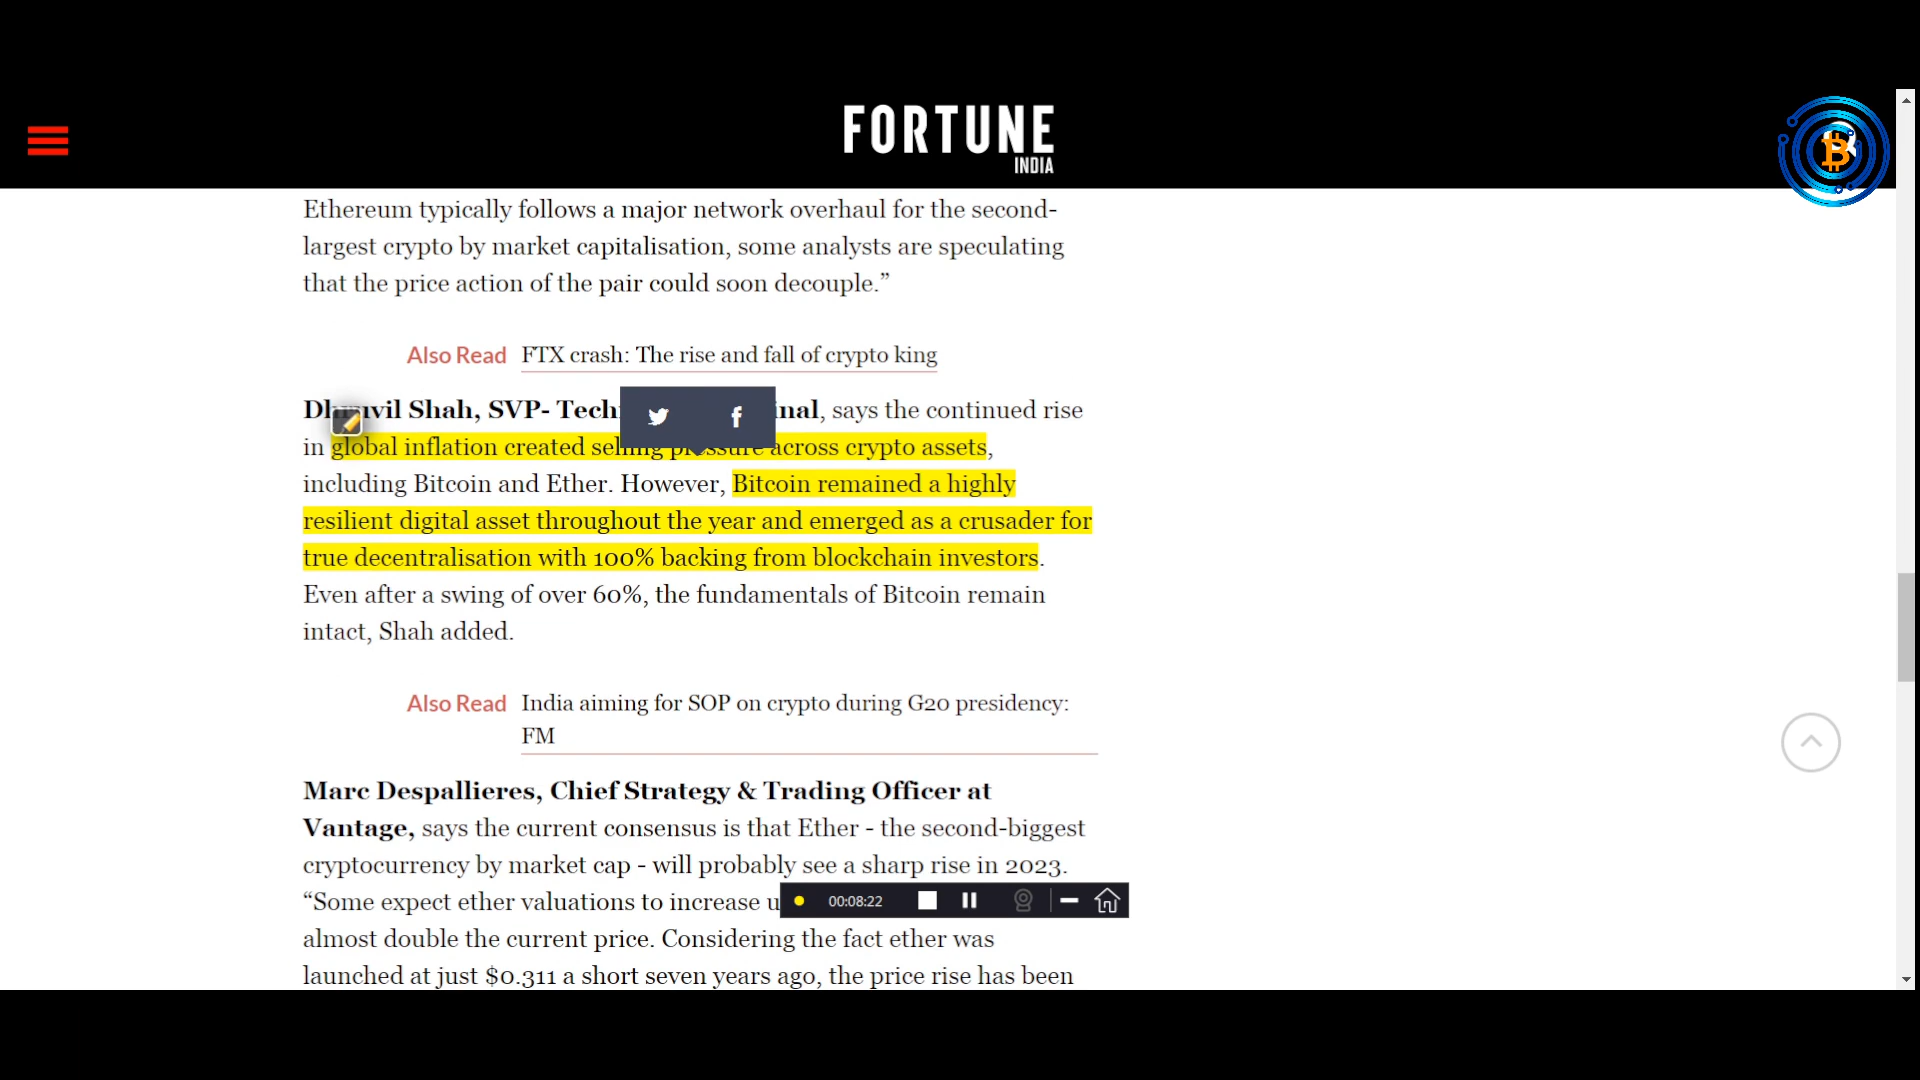 FORTUNE
INDIA
Ethereum typically follows a major network overhaul for the second-
largest crypto by market capitalisation, some analysts are speculating
that the price action of the pair could soon decouple.”
Also Read FTX crash: The rise and fall of crypto king
Shah, SVP- says the continued rise
in global inflation created selling pressure across crypto assets,
including Bitcoin and Ether. However, Bitcoin remained a highly
resilient digital asset throughout the year and emerged as a crusader for
true decentralisation with 100% backing from blockchain investors.
Even after a swing of over 60%, the fundamentals of Bitcoin remain
intact, Shah added.
Also Read India aiming for SOP on crypto during G20 presidency:
FM
Marc Despallieres, Chief Strategy & Trading Officer at
Vantage, says the current consensus is that Ether - the second-biggest
cryptocurrency by market cap - will probably see a sharp rise in 2023.
“Some expect ether valuations to increase
00:08:22
almost double the current price. Considering the fact ether was
launched at just $0.311 a short seven years ago, the price rise has been